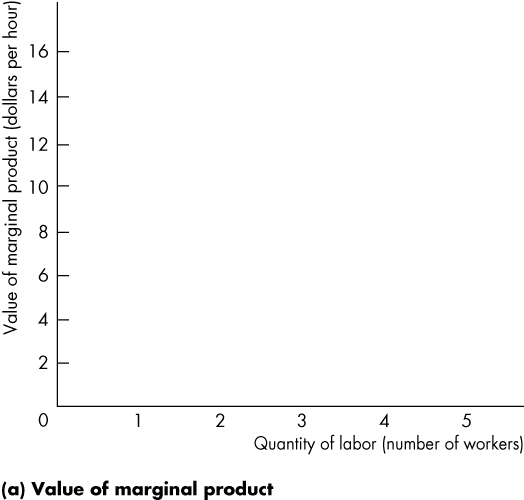 Value of marginal product (dollars per hour)
16
14
12
10
8
6
4
2
0
1 2 3 4 5
Quantity of labor (number of workers)
(a) Value of marginal product